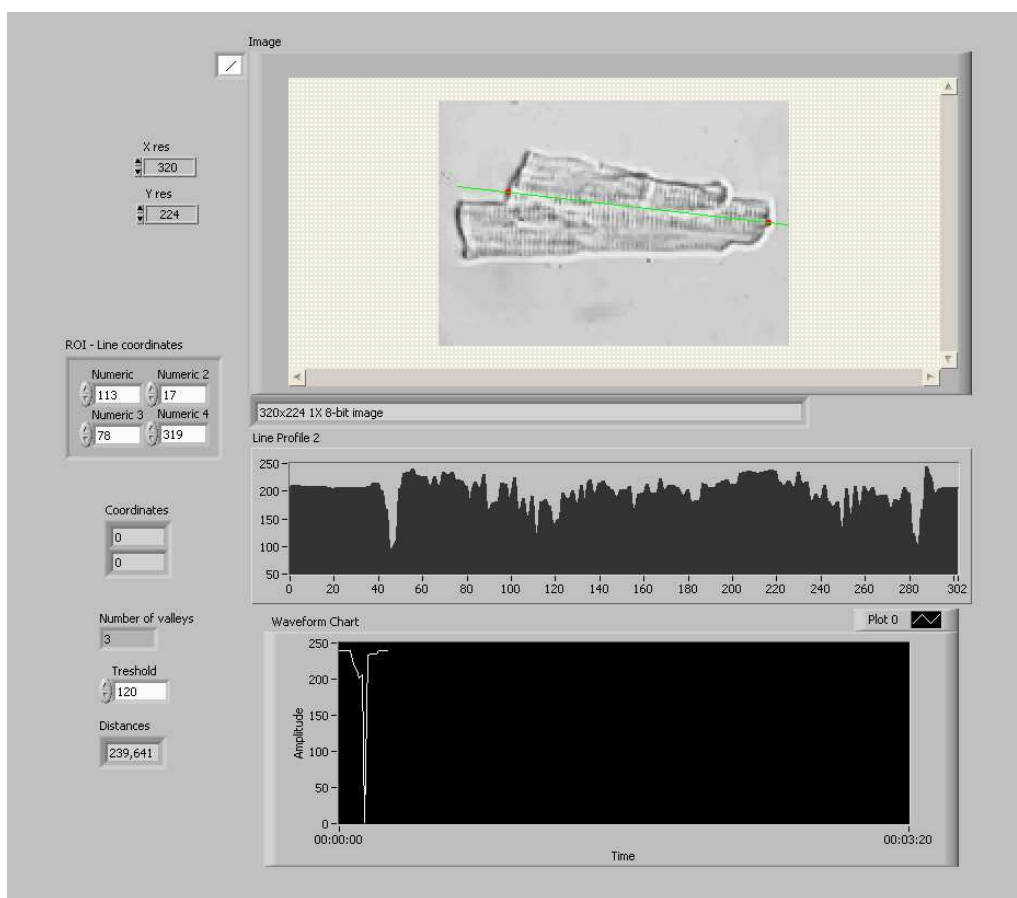 Image
X res
320
Y res
224
ROI - Line coordinates
Numeric Numeric 2
113 17
Numeric 3 Numeric 4
78 319
320x224 1X 8-bit image
Line Profile 2
250
200
150
100
50
0 20 40 60 80 100 120 140 160 180 200 220 240 260 280 302
Coordinates
0
0
Number of valleys
3
Treshold
120
Distances
239,641
Waveform Chart
Plot 0
250
200
150
100
50
0
Amplitude
00:00:00 00:03:20
Time